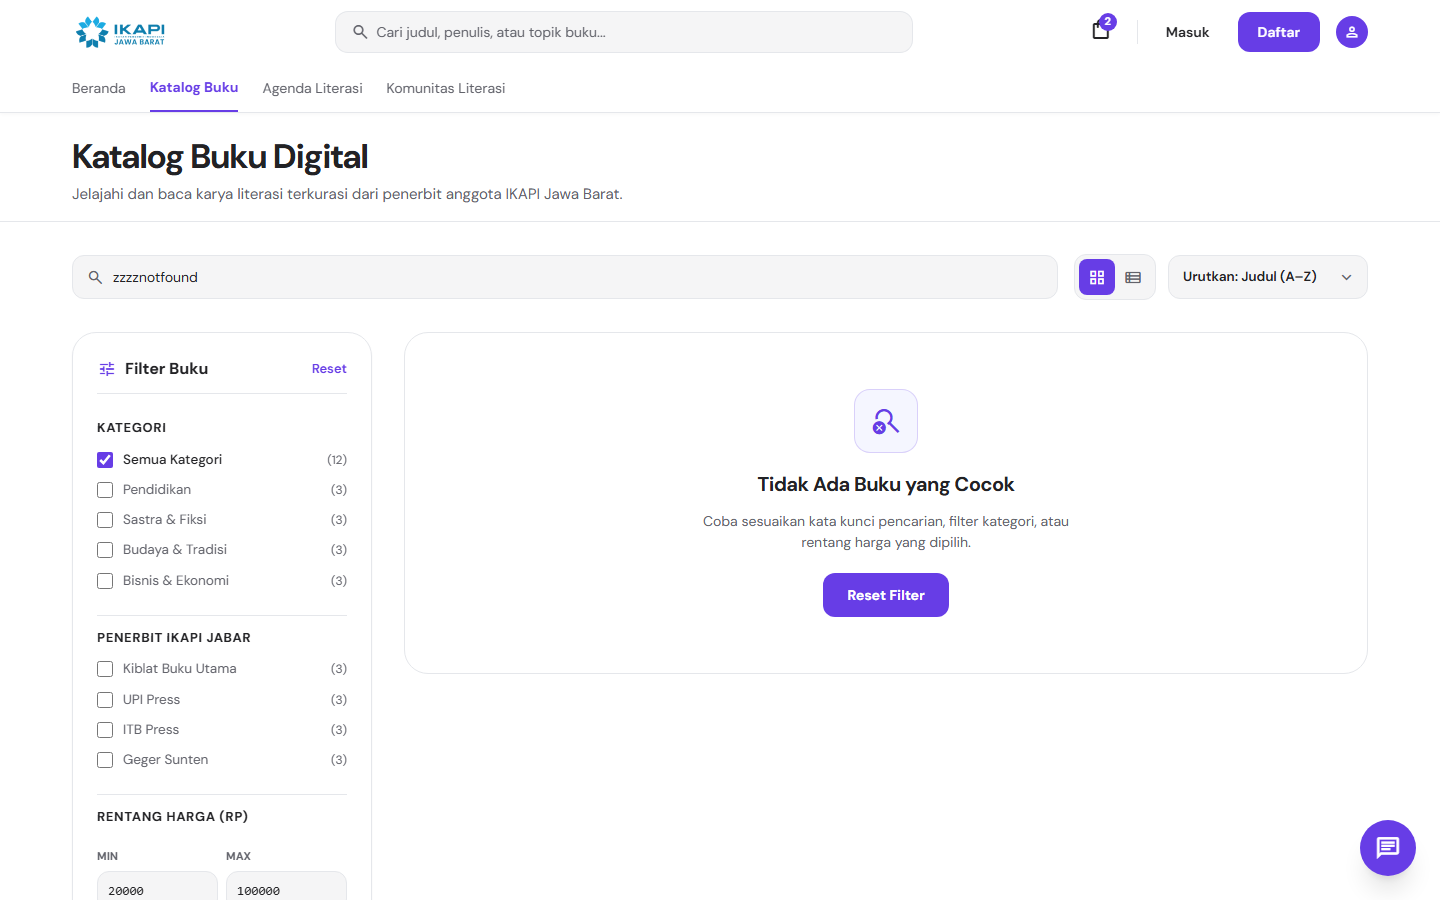 IKAPI
JAWA BARAT
Cari judul, penulis, atau topik buku...
2
Masuk
Daftar
Beranda
Katalog Buku
Agenda Literasi
Komunitas Literasi
Katalog Buku Digital
Jelajahi dan baca karya literasi terkurasi dari penerbit anggota IKAPI Jawa Barat.
zzzznotfound
Urutkan: Judul (A–Z)
Filter Buku
Reset
KATEGORI
Semua Kategori (12)
Pendidikan (3)
Sastra & Fiksi (3)
Budaya & Tradisi (3)
Bisnis & Ekonomi (3)
PENERBIT IKAPI JABAR
Kiblat Buku Utama (3)
UPI Press (3)
ITB Press (3)
Geger Sunten (3)
RENTANG HARGA (RP)
MIN MAX
20000 100000
Tidak Ada Buku yang Cocok
Coba sesuaikan kata kunci pencarian, filter kategori, atau
rentang harga yang dipilih.
Reset Filter